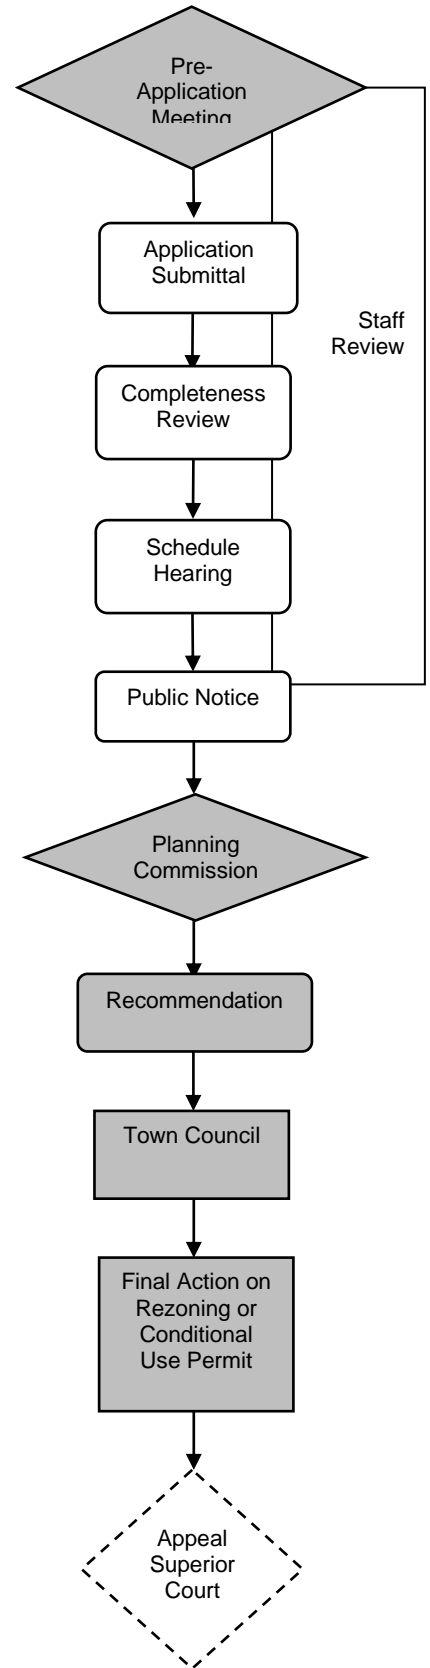 Pre-
Application
Meeting
Application
Submittal
Staff
Review
Completeness
Review
Schedule
Hearing
Public Notice
Planning
Commission
Recommendation
Town Council
Final Action on
Rezoning or
Conditional
Use Permit
Appeal
Superior
Court